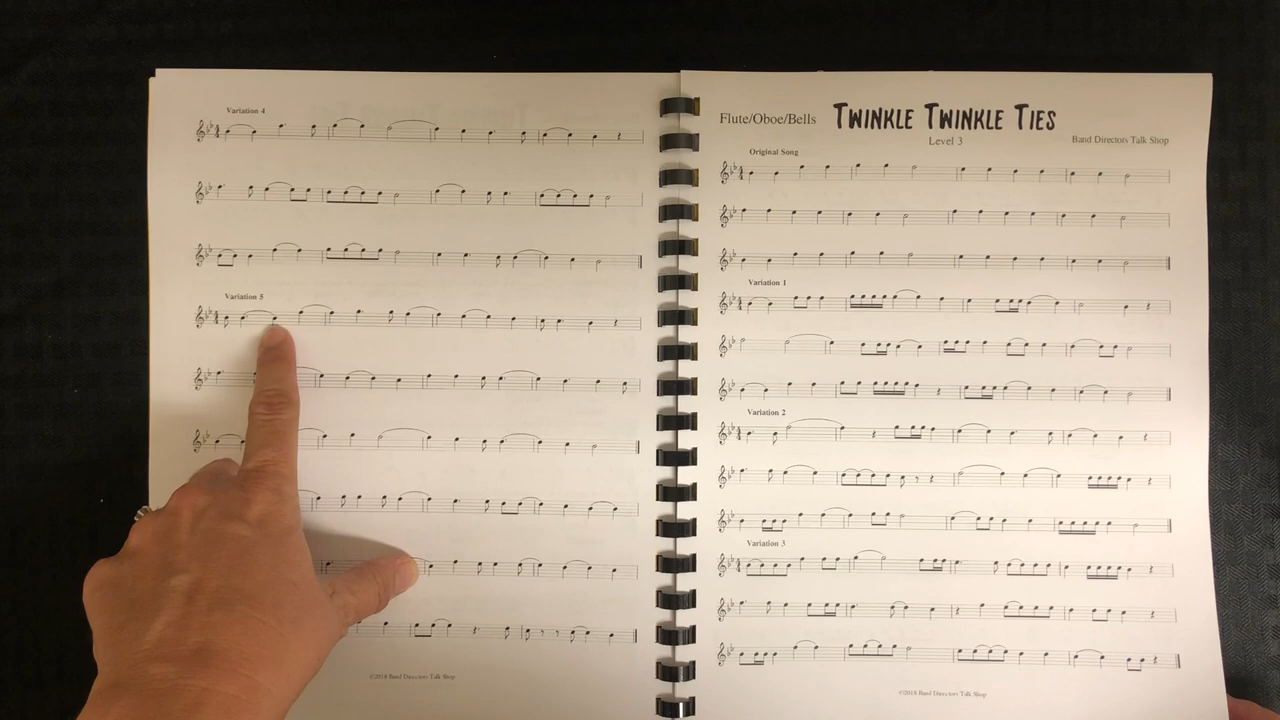 Variation 4
Variation 5
©2018 Band Directors Talk Shop
Flute/Oboe/Bells
TWINKLE TWINKLE TIES
Level 3
Band Directors Talk Shop
Original Song
Variation 1
Variation 2
Variation 3
©2018 Band Directors Talk Shop